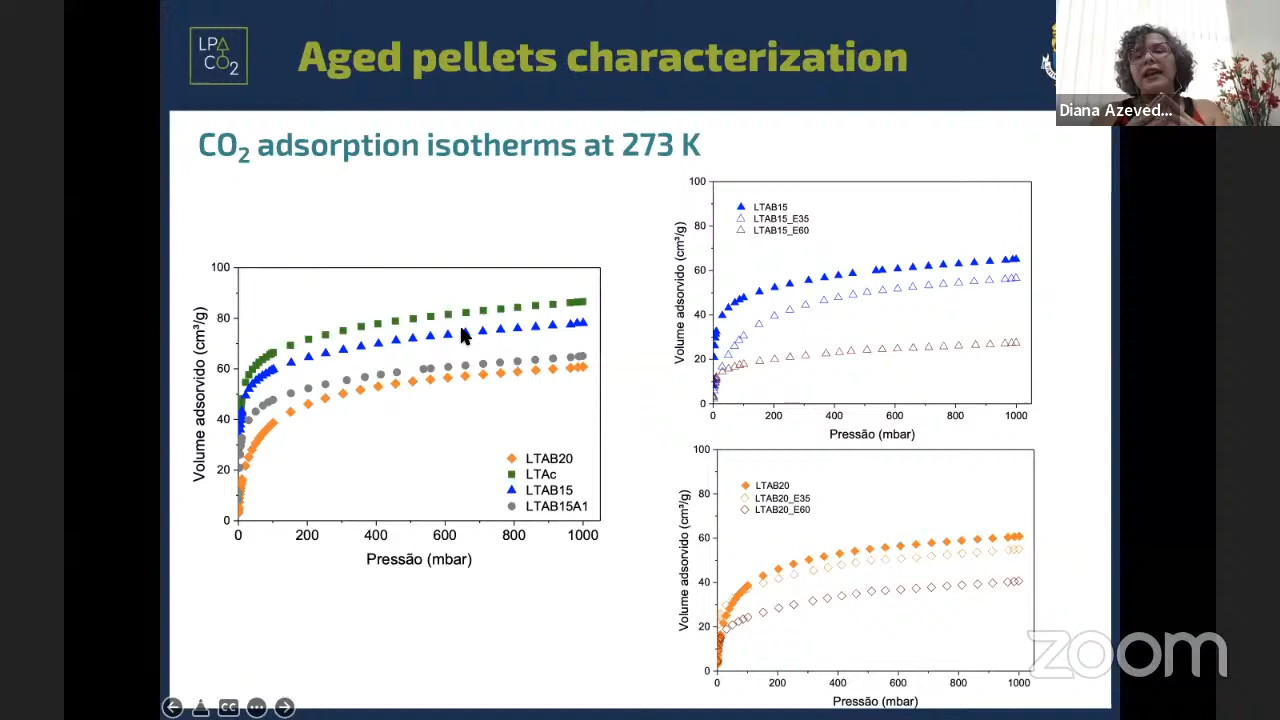 LPA
CO2
Aged pellets characterization
Diana Azeved...
CO₂ adsorption isotherms at 273 K
100
80
60
40
20
0
0 200 400 600 800 1000
Volume adsorvido (cm³/g)
Pressão (mbar)
LTAB20
LTAc
LTAB15
LTAB15A1
100
80
60
40
20
0
0 200 400 600 800 1000
Volume adsorvido (cm³/g)
Pressão (mbar)
LTAB15
LTAB15_E35
LTAB15_E60
100
80
60
40
20
0
0 200 400 600 800 1000
Volume adsorvido (cm³/g)
Pressão (mbar)
LTAB20
LTAB20_E35
LTAB20_E60
CC
zoom